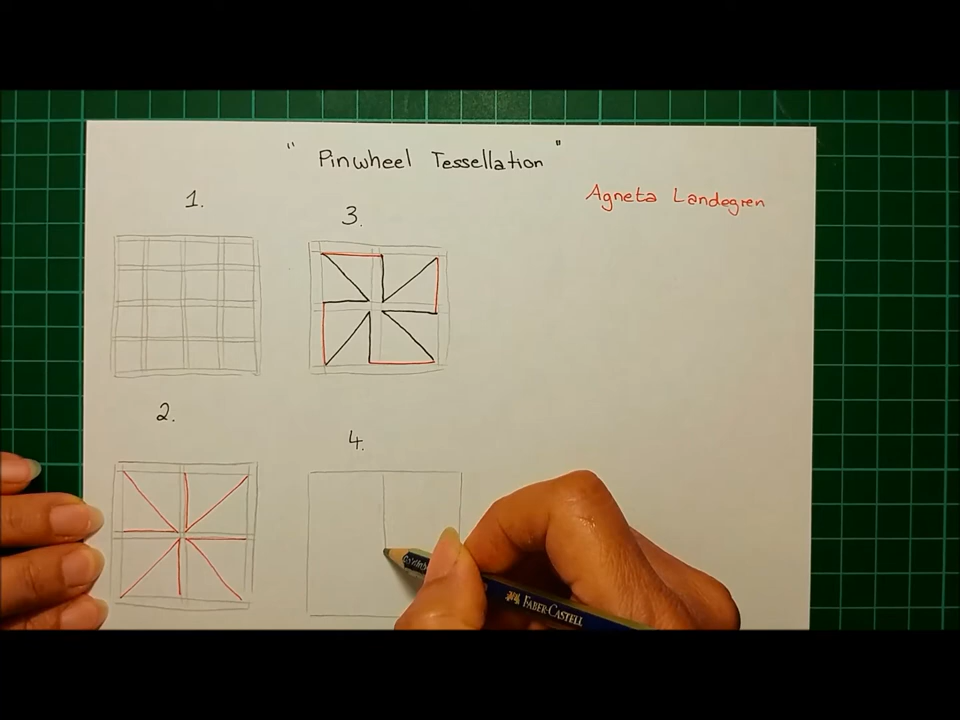 " Pinwheel Tessellation "
Agneta Landegren
1.
3.
2.
4.
FABER-CASTELL